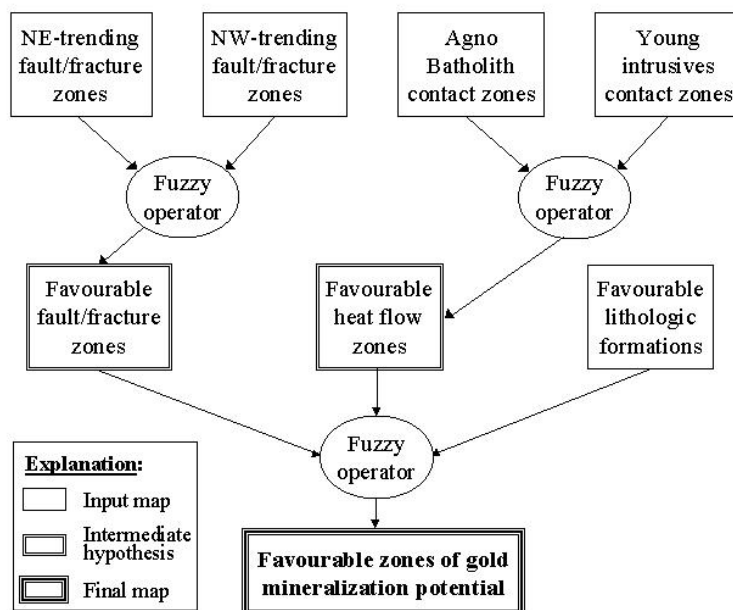 NE-trending
fault/fracture
zones
NW-trending
fault/fracture
zones
Agno
Batholith
contact zones
Young
intrusives
contact zones
Fuzzy
operator
Fuzzy
operator
Favourable
fault/fracture
zones
Favourable
heat flow
zones
Favourable
lithologic
formations
Fuzzy
operator
Explanation:
Input map
Intermediate
hypothesis
Final map
Favourable zones of gold
mineralization potential